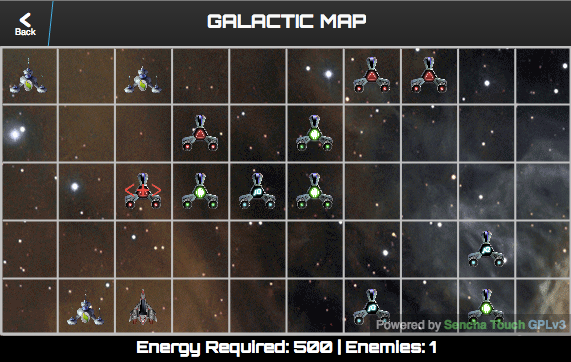 GALACTIC MAP
Back
Powered by Sencha Touch GPLv3
Energy Required: 500 | Enemies: 1